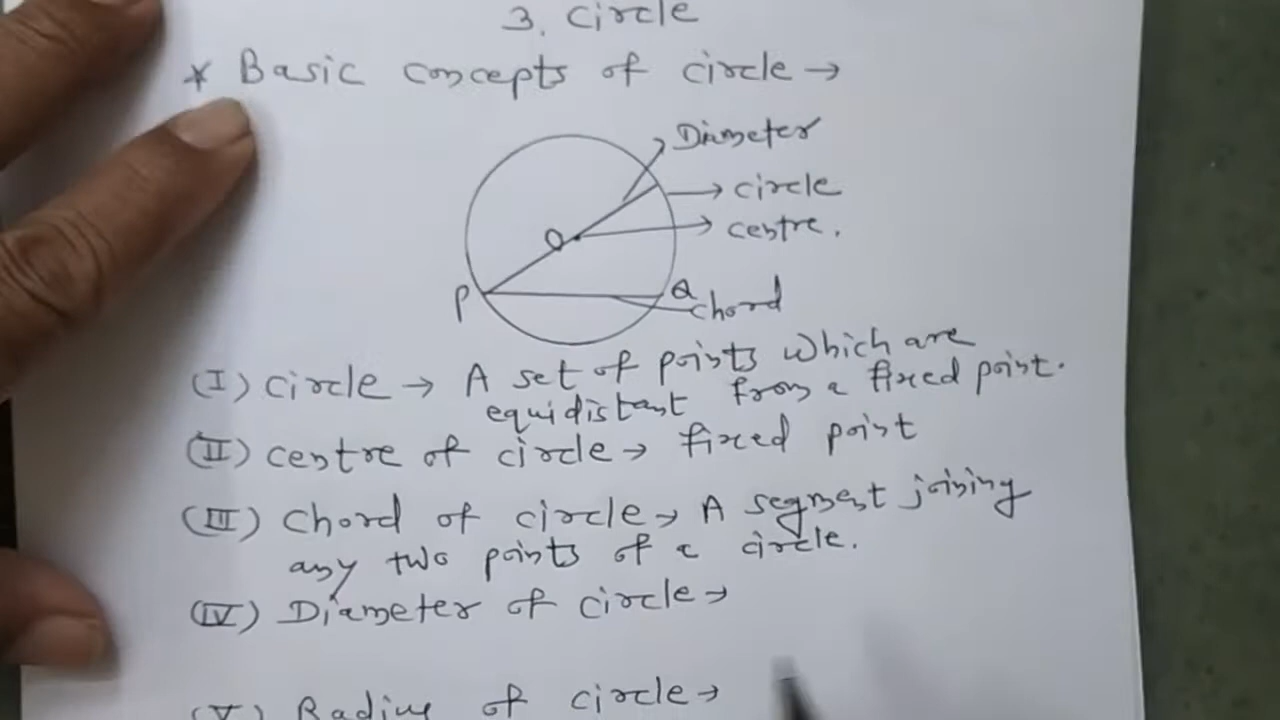 3. Circle
* Basic concepts of circle →
Diameter
circle
centre.
O
P
Q
chord
(I) circle → A set of points which are
equidistant from a fixed point.
(II) centre of circle → fixed point
(III) Chord of circle → A segment joining
any two points of a circle.
(IV) Diameter of circle →
(V) Radius of circle →